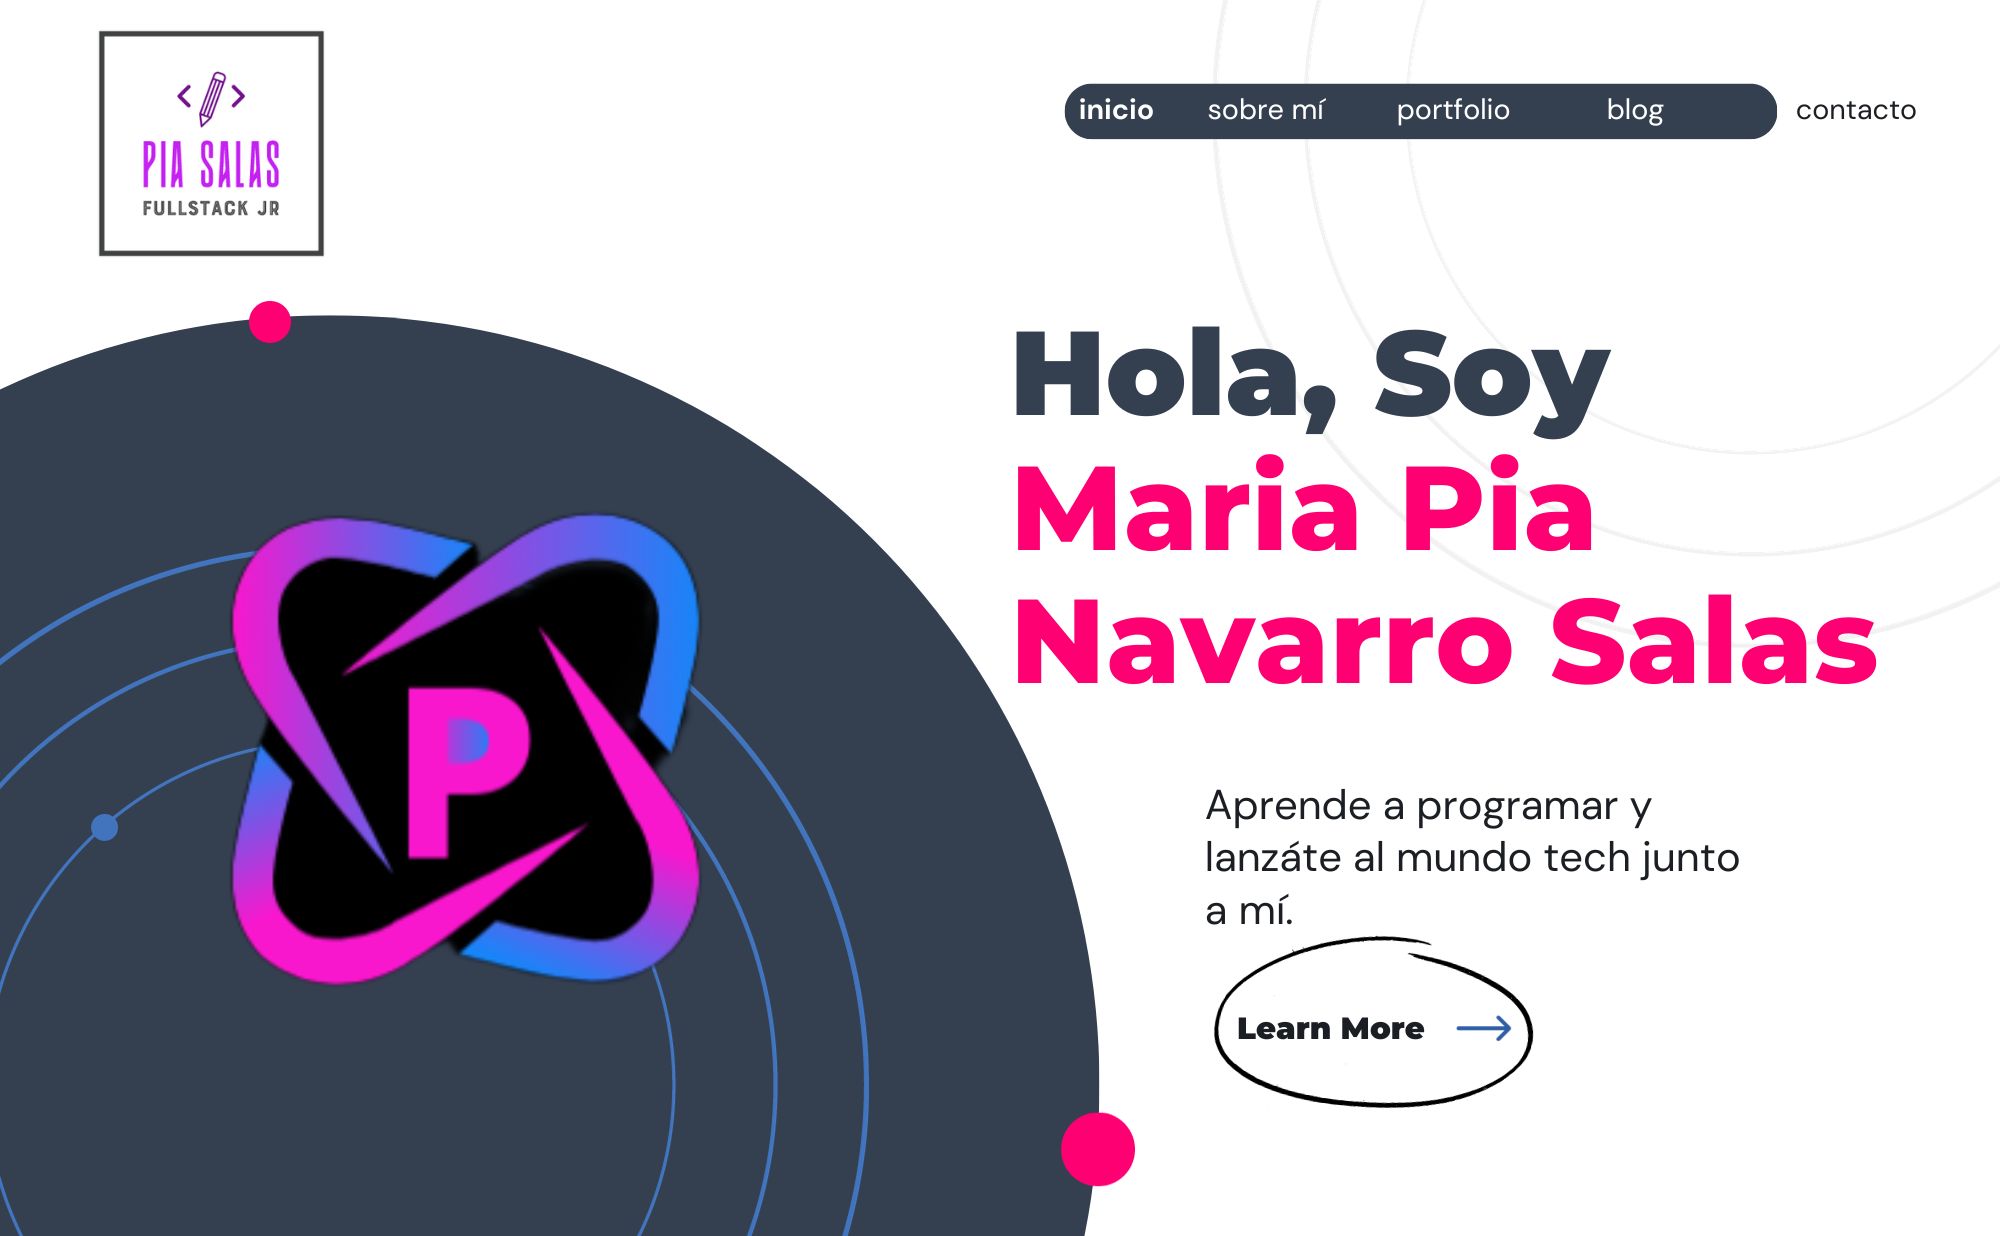 PIA SALAS
FULLSTACK JR
inicio sobre mí portfolio blog contacto
Hola, Soy
Maria Pia
Navarro Salas
P
Aprende a programar y
lanzáte al mundo tech junto
a mí.
Learn More